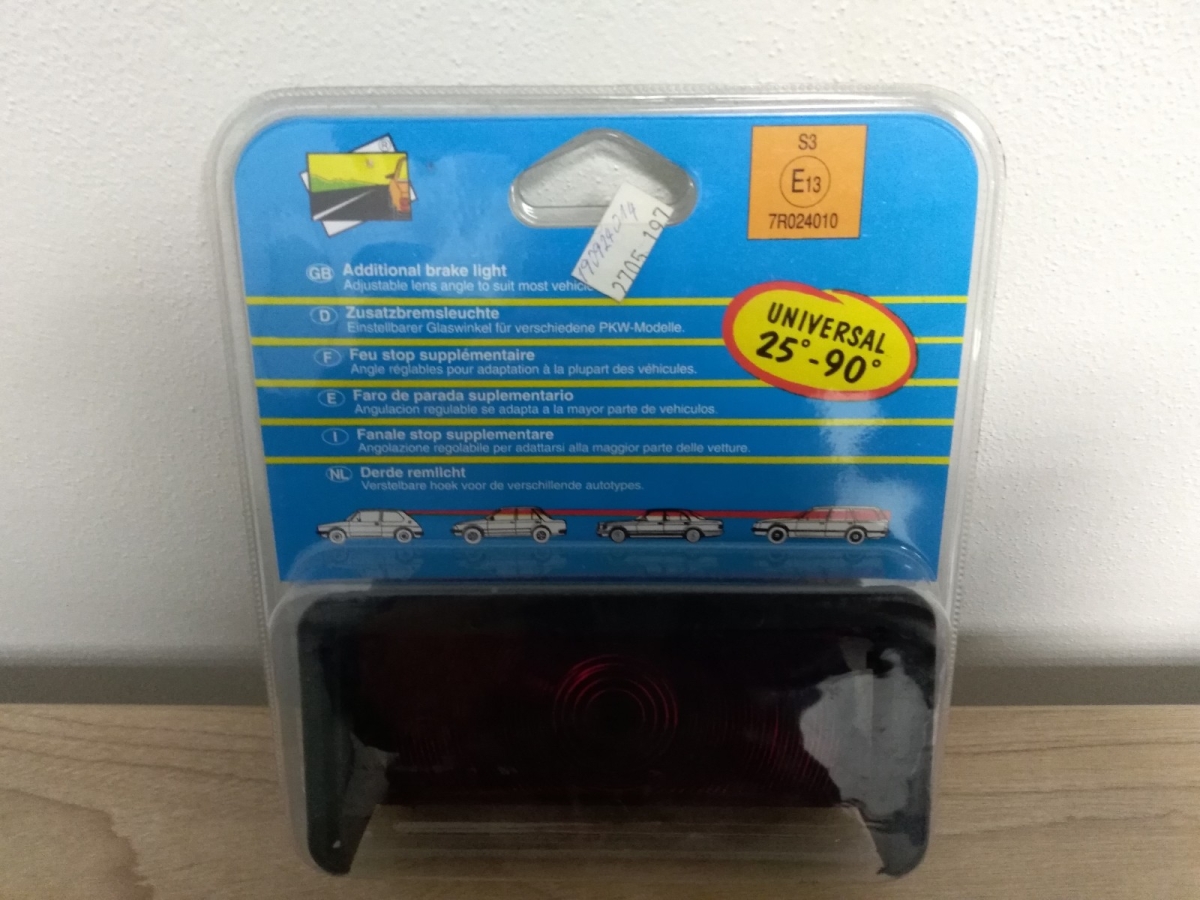 S3
E13
7R024010
2705 197
GB Additional brake light
Adjustable lens angle to suit most
D Zusatzbremsleuchte
Einstellbarer Glaswinkel für verschiedene PKW-Modelle.
UNIVERSAL
25°-90°
F Feu stop supplémentaire
Angle réglables pour adaptation à la plupart des véhicules.
E Faro de parada suplementario
Angulacion regulable se adapta a la mayor parte de vehiculos.
I Fanale stop supplementare
Angolazione regolabile per adattarsi alla maggior parte delle vetture.
NL Derde remlicht
Verstelbare hoek voor de verschillende autotypes.